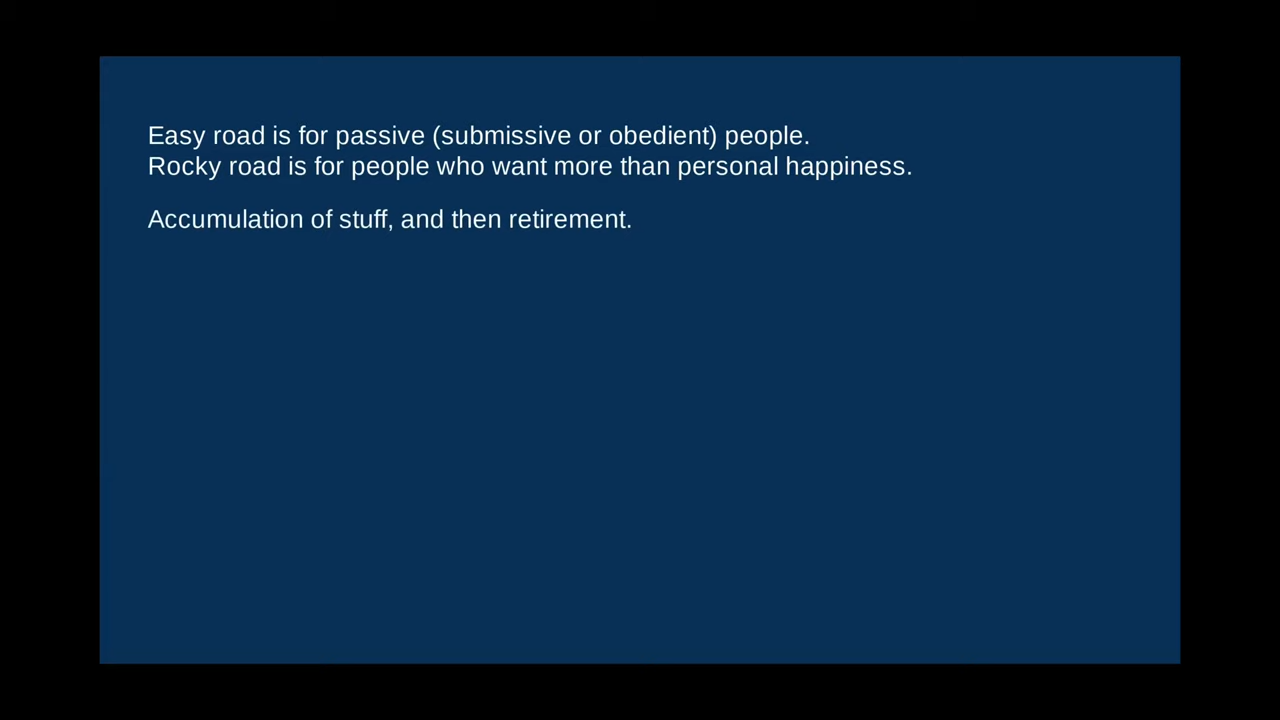 Easy road is for passive (submissive or obedient) people.
Rocky road is for people who want more than personal happiness.
Accumulation of stuff, and then retirement.